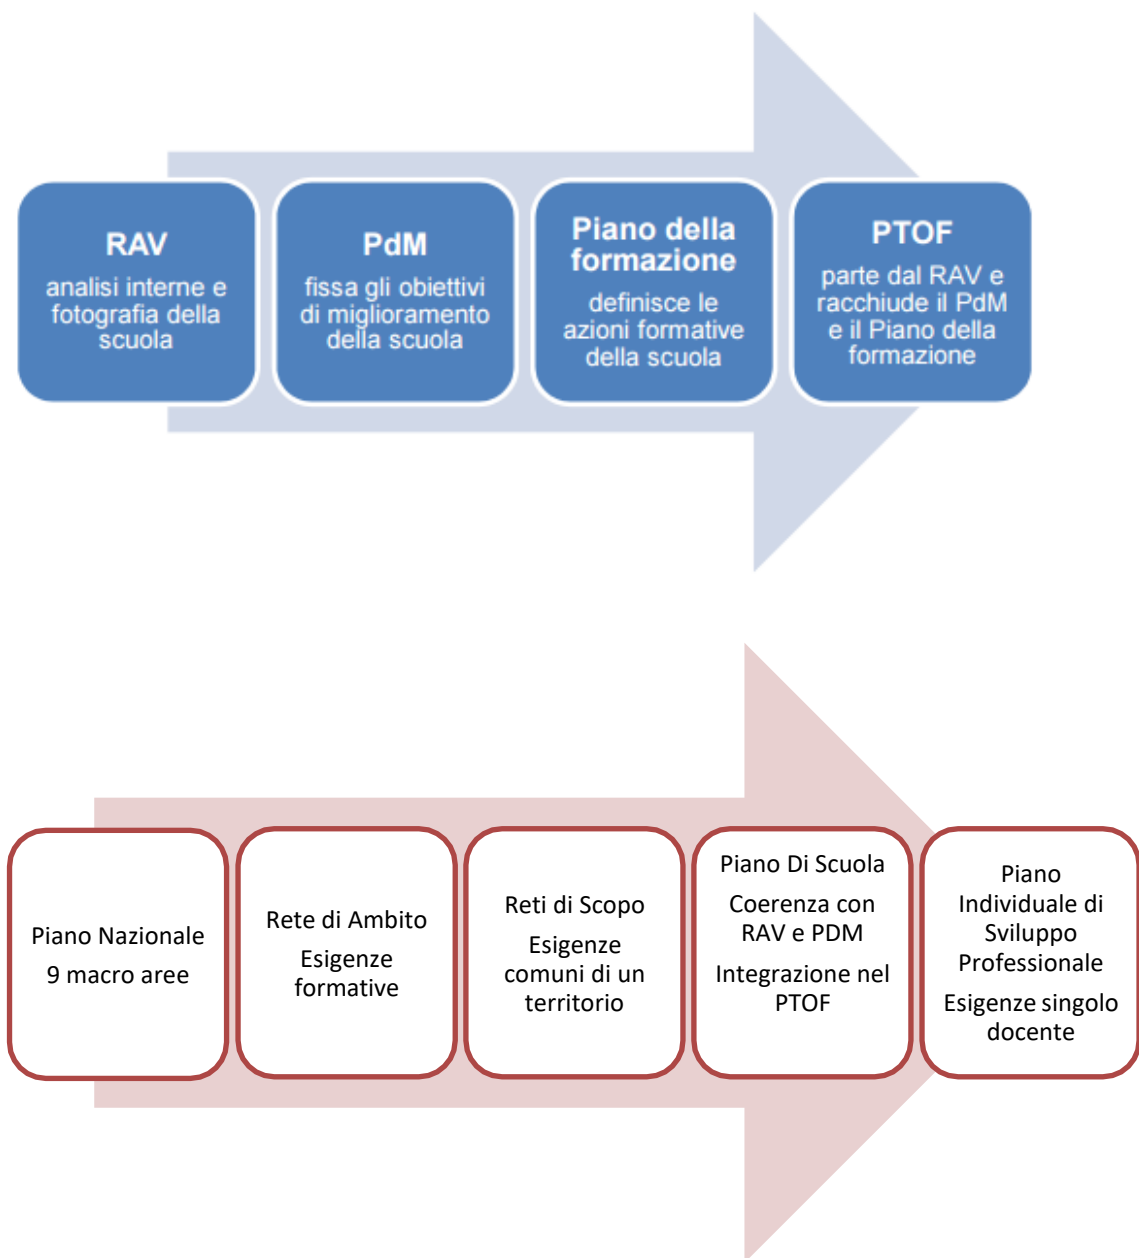 RAV
analisi interne e
fotografia della
scuola
PdM
fissa gli obiettivi
di miglioramento
della scuola
Piano della
formazione
definisce le
azioni formative
della scuola
PTOF
parte dal RAV e
racchiude il PdM
e il Piano della
formazione
Piano Nazionale
9 macro aree
Rete di Ambito
Esigenze
formative
Reti di Scopo
Esigenze
comuni di un
territorio
Piano Di Scuola
Coerenza con
RAV e PDM
Integrazione nel
PTOF
Piano
Individuale di
Sviluppo
Professionale
Esigenze singolo
docente